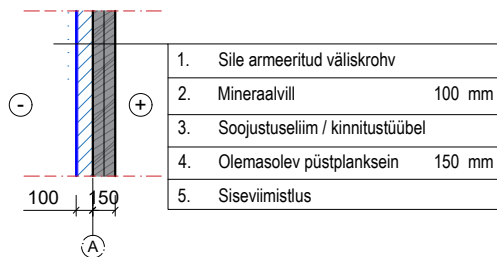 1. Sile armeeritud väliskrohv
2. Mineraalvill 100 mm
3. Soojustuseliim / kinnitustüübel
4. Olemasolev püstplanksein 150 mm
5. Siseviimistlus
- +
100 150
A